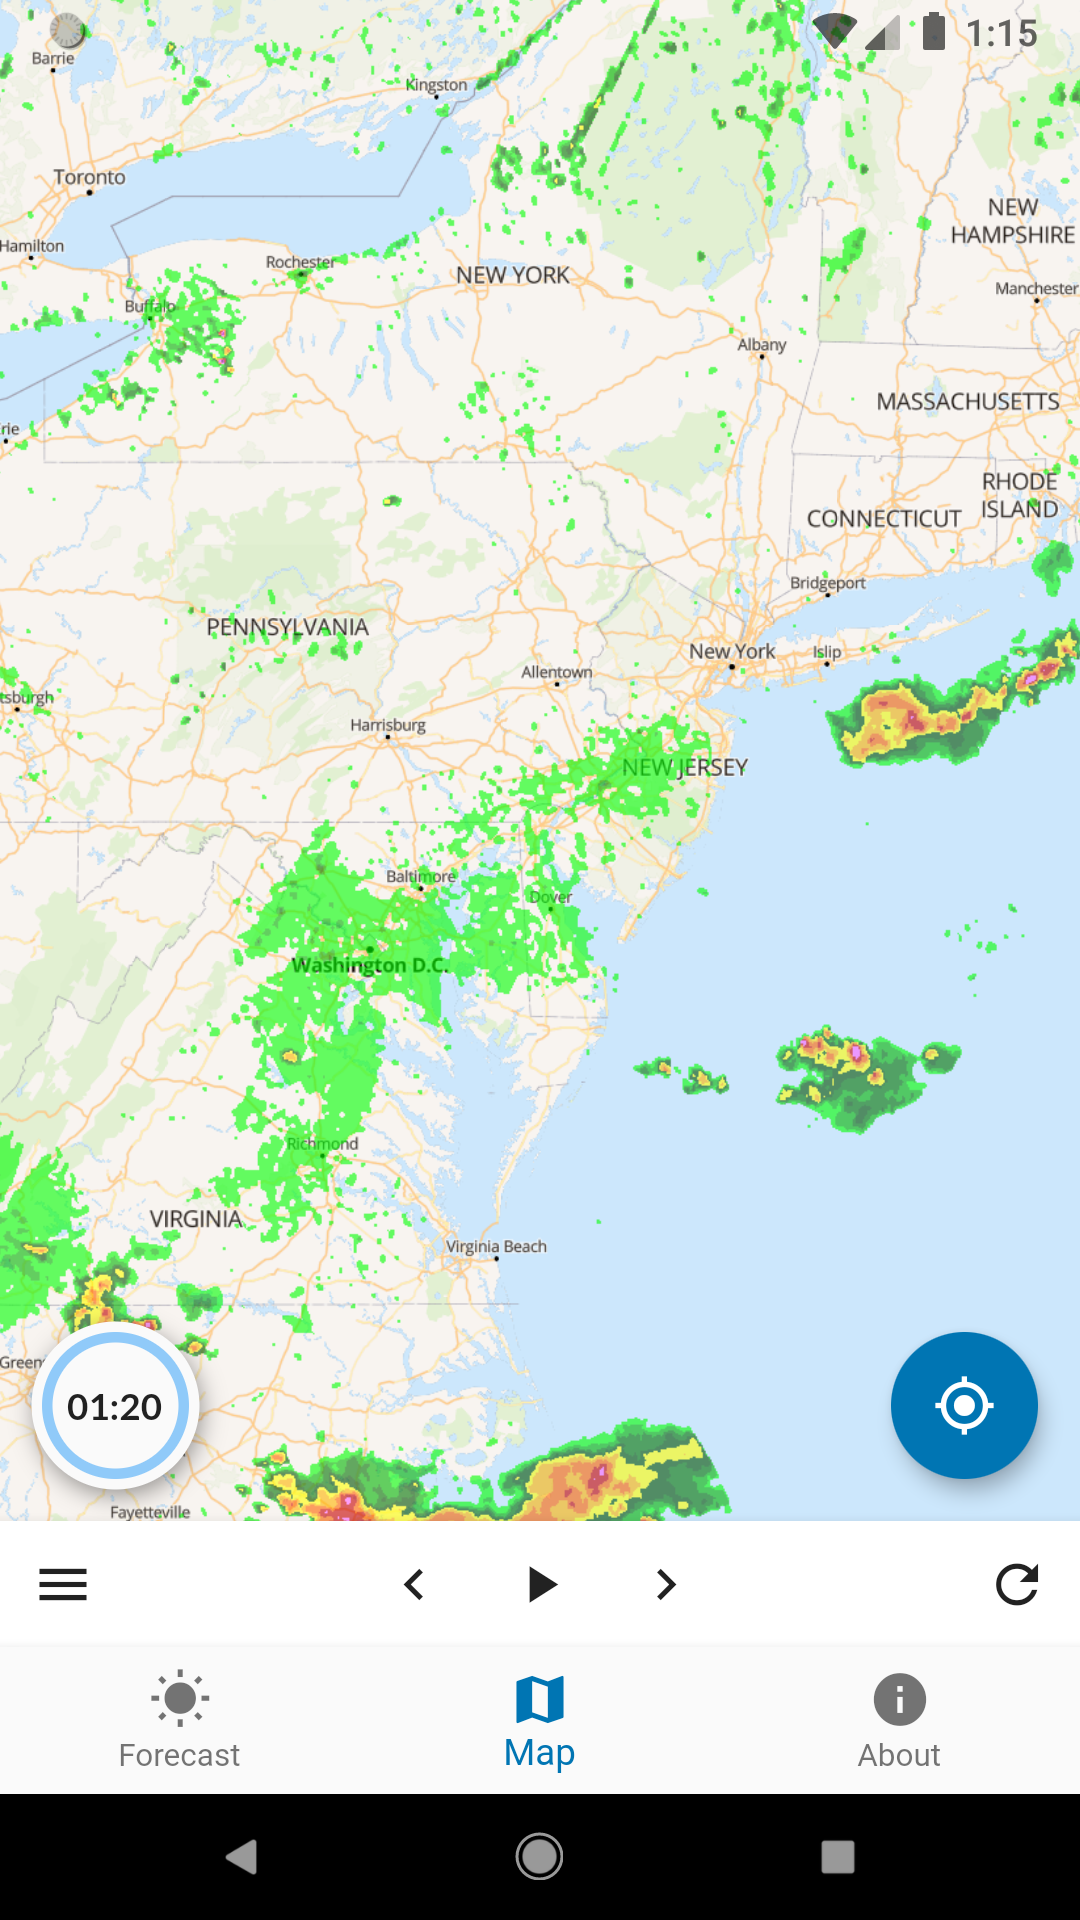 1:15
Barrie
Kingston
Toronto
NEW
HAMPSHIRE
Hamilton
Rochester
NEW YORK
Manchester
Buffalo
Albany
MASSACHUSETTS
rie
RHODE
ISLAND
CONNECTICUT
Bridgeport
PENNSYLVANIA
New York
Islip
Allentown
tsburgh
Harrisburg
NEW JERSEY
Baltimore
Dover
Washington D.C.
Richmond
VIRGINIA
Virginia Beach
Green
01:20
Fayetteville
Forecast
Map
About